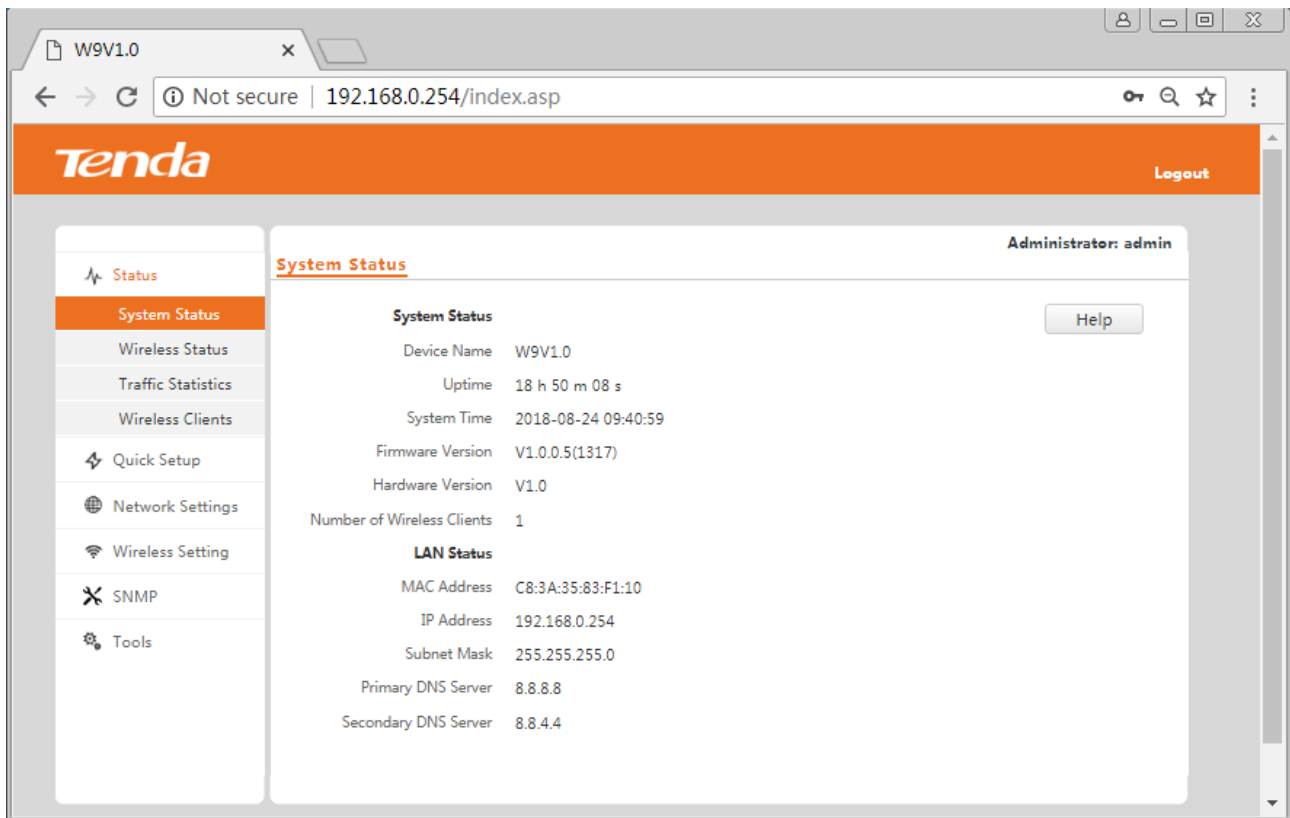 W9V1.0
Not secure | 192.168.0.254/index.asp
Tenda
Logout
Administrator: admin
Status
System Status
Wireless Status
Traffic Statistics
Wireless Clients
Quick Setup
Network Settings
Wireless Setting
SNMP
Tools
System Status
System Status
Help
Device Name W9V1.0
Uptime 18 h 50 m 08 s
System Time 2018-08-24 09:40:59
Firmware Version V1.0.0.5(1317)
Hardware Version V1.0
Number of Wireless Clients 1
LAN Status
MAC Address C8:3A:35:83:F1:10
IP Address 192.168.0.254
Subnet Mask 255.255.255.0
Primary DNS Server 8.8.8.8
Secondary DNS Server 8.8.4.4